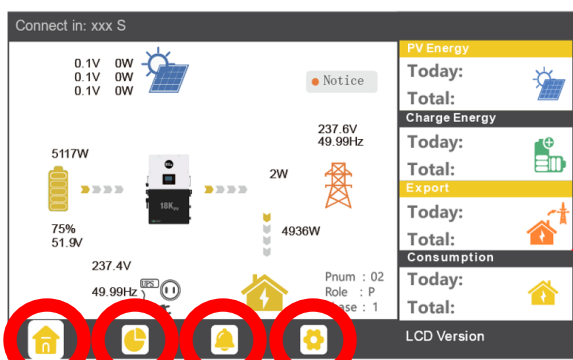 Connect in: xxx S
0.1V 0W
0.1V 0W
0.1V 0W
Notice
237.6V
49.99Hz
5117W
2W
18K
75%
51.9V
4936W
237.4V
49.99Hz
UPS
Pnum : 02
Role : P
: 1
PV Energy
Today:
Total:
Charge Energy
Today:
Total:
Export
Today:
Total:
Consumption
Today:
Total:
LCD Version